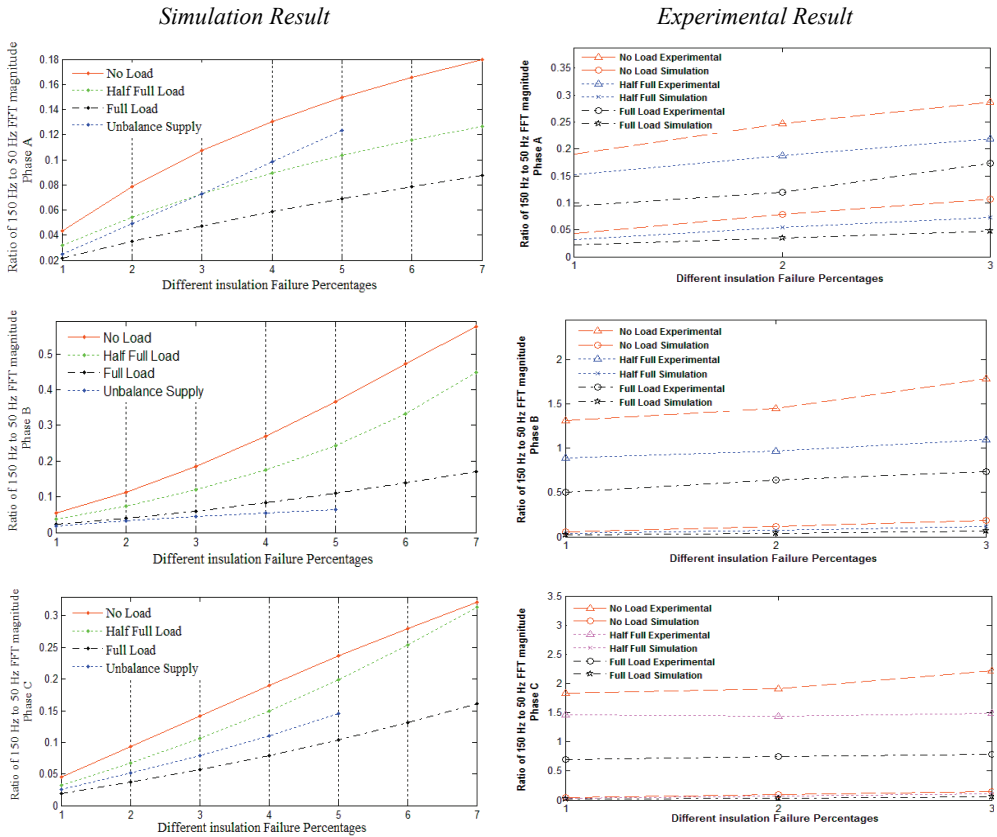 Simulation Result
Experimental Result
Ratio of 150 Hz to 50 Hz FFT magnitude
Phase A
0.18
0.16
0.14
0.12
0.1
0.08
0.06
0.04
0.02
No Load
Half Full Load
Full Load
Unbalance Supply
1 2 3 4 5 6 7
Different insulation Failure Percentages
Ratio of 150 Hz to 50 Hz FFT magnitude
Phase A
0.35
0.3
0.25
0.2
0.15
0.1
0.05
0
No Load Experimental
No Load Simulation
Half Full Experimental
Half Full Simulation
Full Load Experimental
Full Load Simulation
1 2 3
Different insulation Failure Percentages
Ratio of 150 Hz to 50 Hz FFT magnitude
Phase B
0.5
0.4
0.3
0.2
0.1
0
No Load
Half Full Load
Full Load
Unbalance Supply
1 2 3 4 5 6 7
Different insulation Failure Percentages
Ratio of 150 Hz to 50 Hz FFT magnitude
Phase B
2
1.5
1
0.5
0
No Load Experimental
No Load Simulation
Half Full Experimental
Half Full Simulation
Full Load Experimental
Full Load Simulation
1 2 3
Different insulation Failure Percentages
Ratio of 150 Hz to 50 Hz FFT magnitude
Phase C
0.3
0.25
0.2
0.15
0.1
0.05
0
No Load
Half Full Load
Full Load
Unbalance Supply
1 2 3 4 5 6 7
Different insulation Failure Percentages
Ratio of 150 Hz to 50 Hz FFT magnitude
Phase C
3.5
3
2.5
2
1.5
1
0.5
0
No Load Experimental
No Load Simulation
Half Full Experimental
Half Full Simulation
Full Load Experimental
Full Load Simulation
1 2 3
Different insulation Failure Percentages